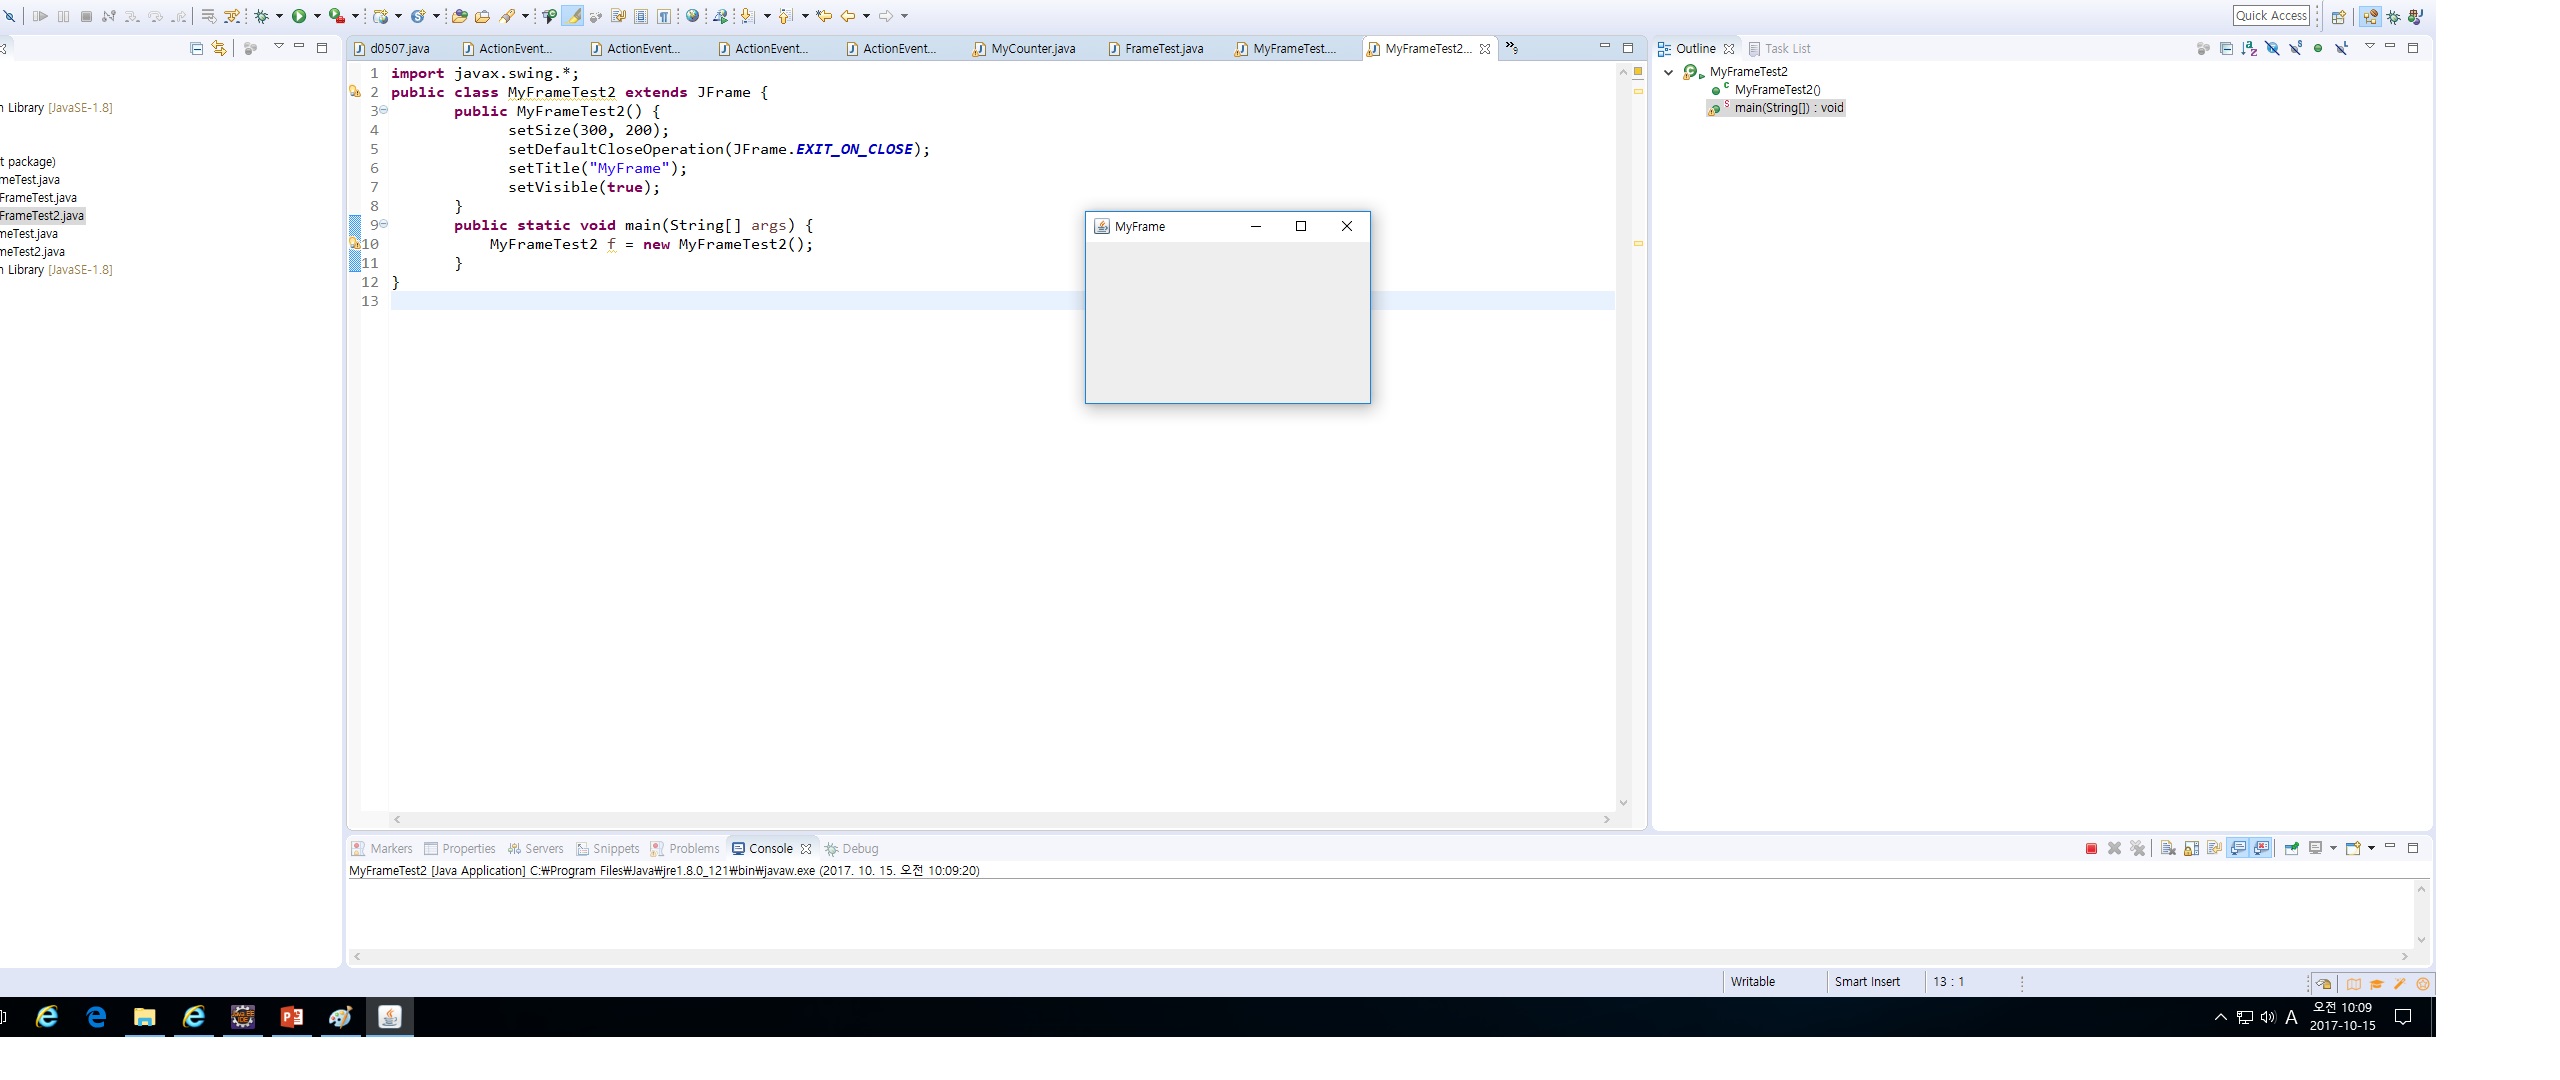 Quick Access
n Library [JavaSE-1.8]
t package)
meTest.java
FrameTest.java
FrameTest2.java
meTest.java
meTest2.java
n Library [JavaSE-1.8]
d0507.java ActionEvent... ActionEvent... ActionEvent... ActionEvent... MyCounter.java FrameTest.java MyFrameTest.... MyFrameTest2... »9
1 import javax.swing.*;
2 public class MyFrameTest2 extends JFrame {
3 public MyFrameTest2() {
4 setSize(300, 200);
5 setDefaultCloseOperation(JFrame.EXIT_ON_CLOSE);
6 setTitle("MyFrame");
7 setVisible(true);
8 }
9 public static void main(String[] args) {
10 MyFrameTest2 f = new MyFrameTest2();
11 }
12 }
13
MyFrame
Outline Task List
MyFrameTest2
MyFrameTest2()
main(String[]) : void
Markers Properties Servers Snippets Problems Console Debug
MyFrameTest2 [Java Application] C:₩Program Files₩Java₩jre1.8.0_121₩bin₩javaw.exe (2017. 10. 15. 오전 10:09:20)
Writable Smart Insert 13 : 1
A 오전 10:09
2017-10-15